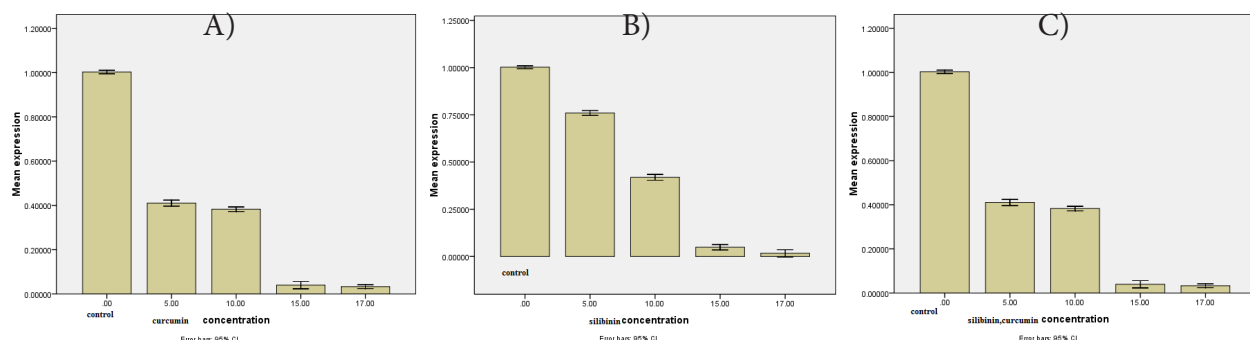 A)
Mean expression
1.20000
1.00000
0.80000
0.60000
0.40000
0.20000
0.00000
.00 5.00 10.00 15.00 17.00
control
curcumin concentration
Error bars: 95% CI
B)
Mean expression
1.25000
1.00000
0.75000
0.50000
0.25000
0.00000
control
.00 5.00 10.00 15.00 17.00
silibinin concentration
Error bars: 95% CI
C)
Mean expression
1.20000
1.00000
0.80000
0.60000
0.40000
0.20000
0.00000
.00 5.00 10.00 15.00 17.00
control
silibinin,curcumin concentration
Error bars: 95% CI